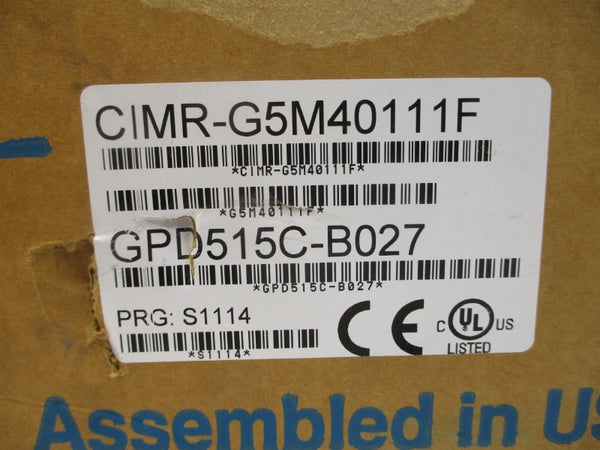 CIMR-G5M40111F
*CIMR-G5M40111F*
*G5M40111F*
GPD515C-B027
*GPD515C-B027*
PRG: S1114
*S1114*
CE
C UL US
LISTED
Assembled in US